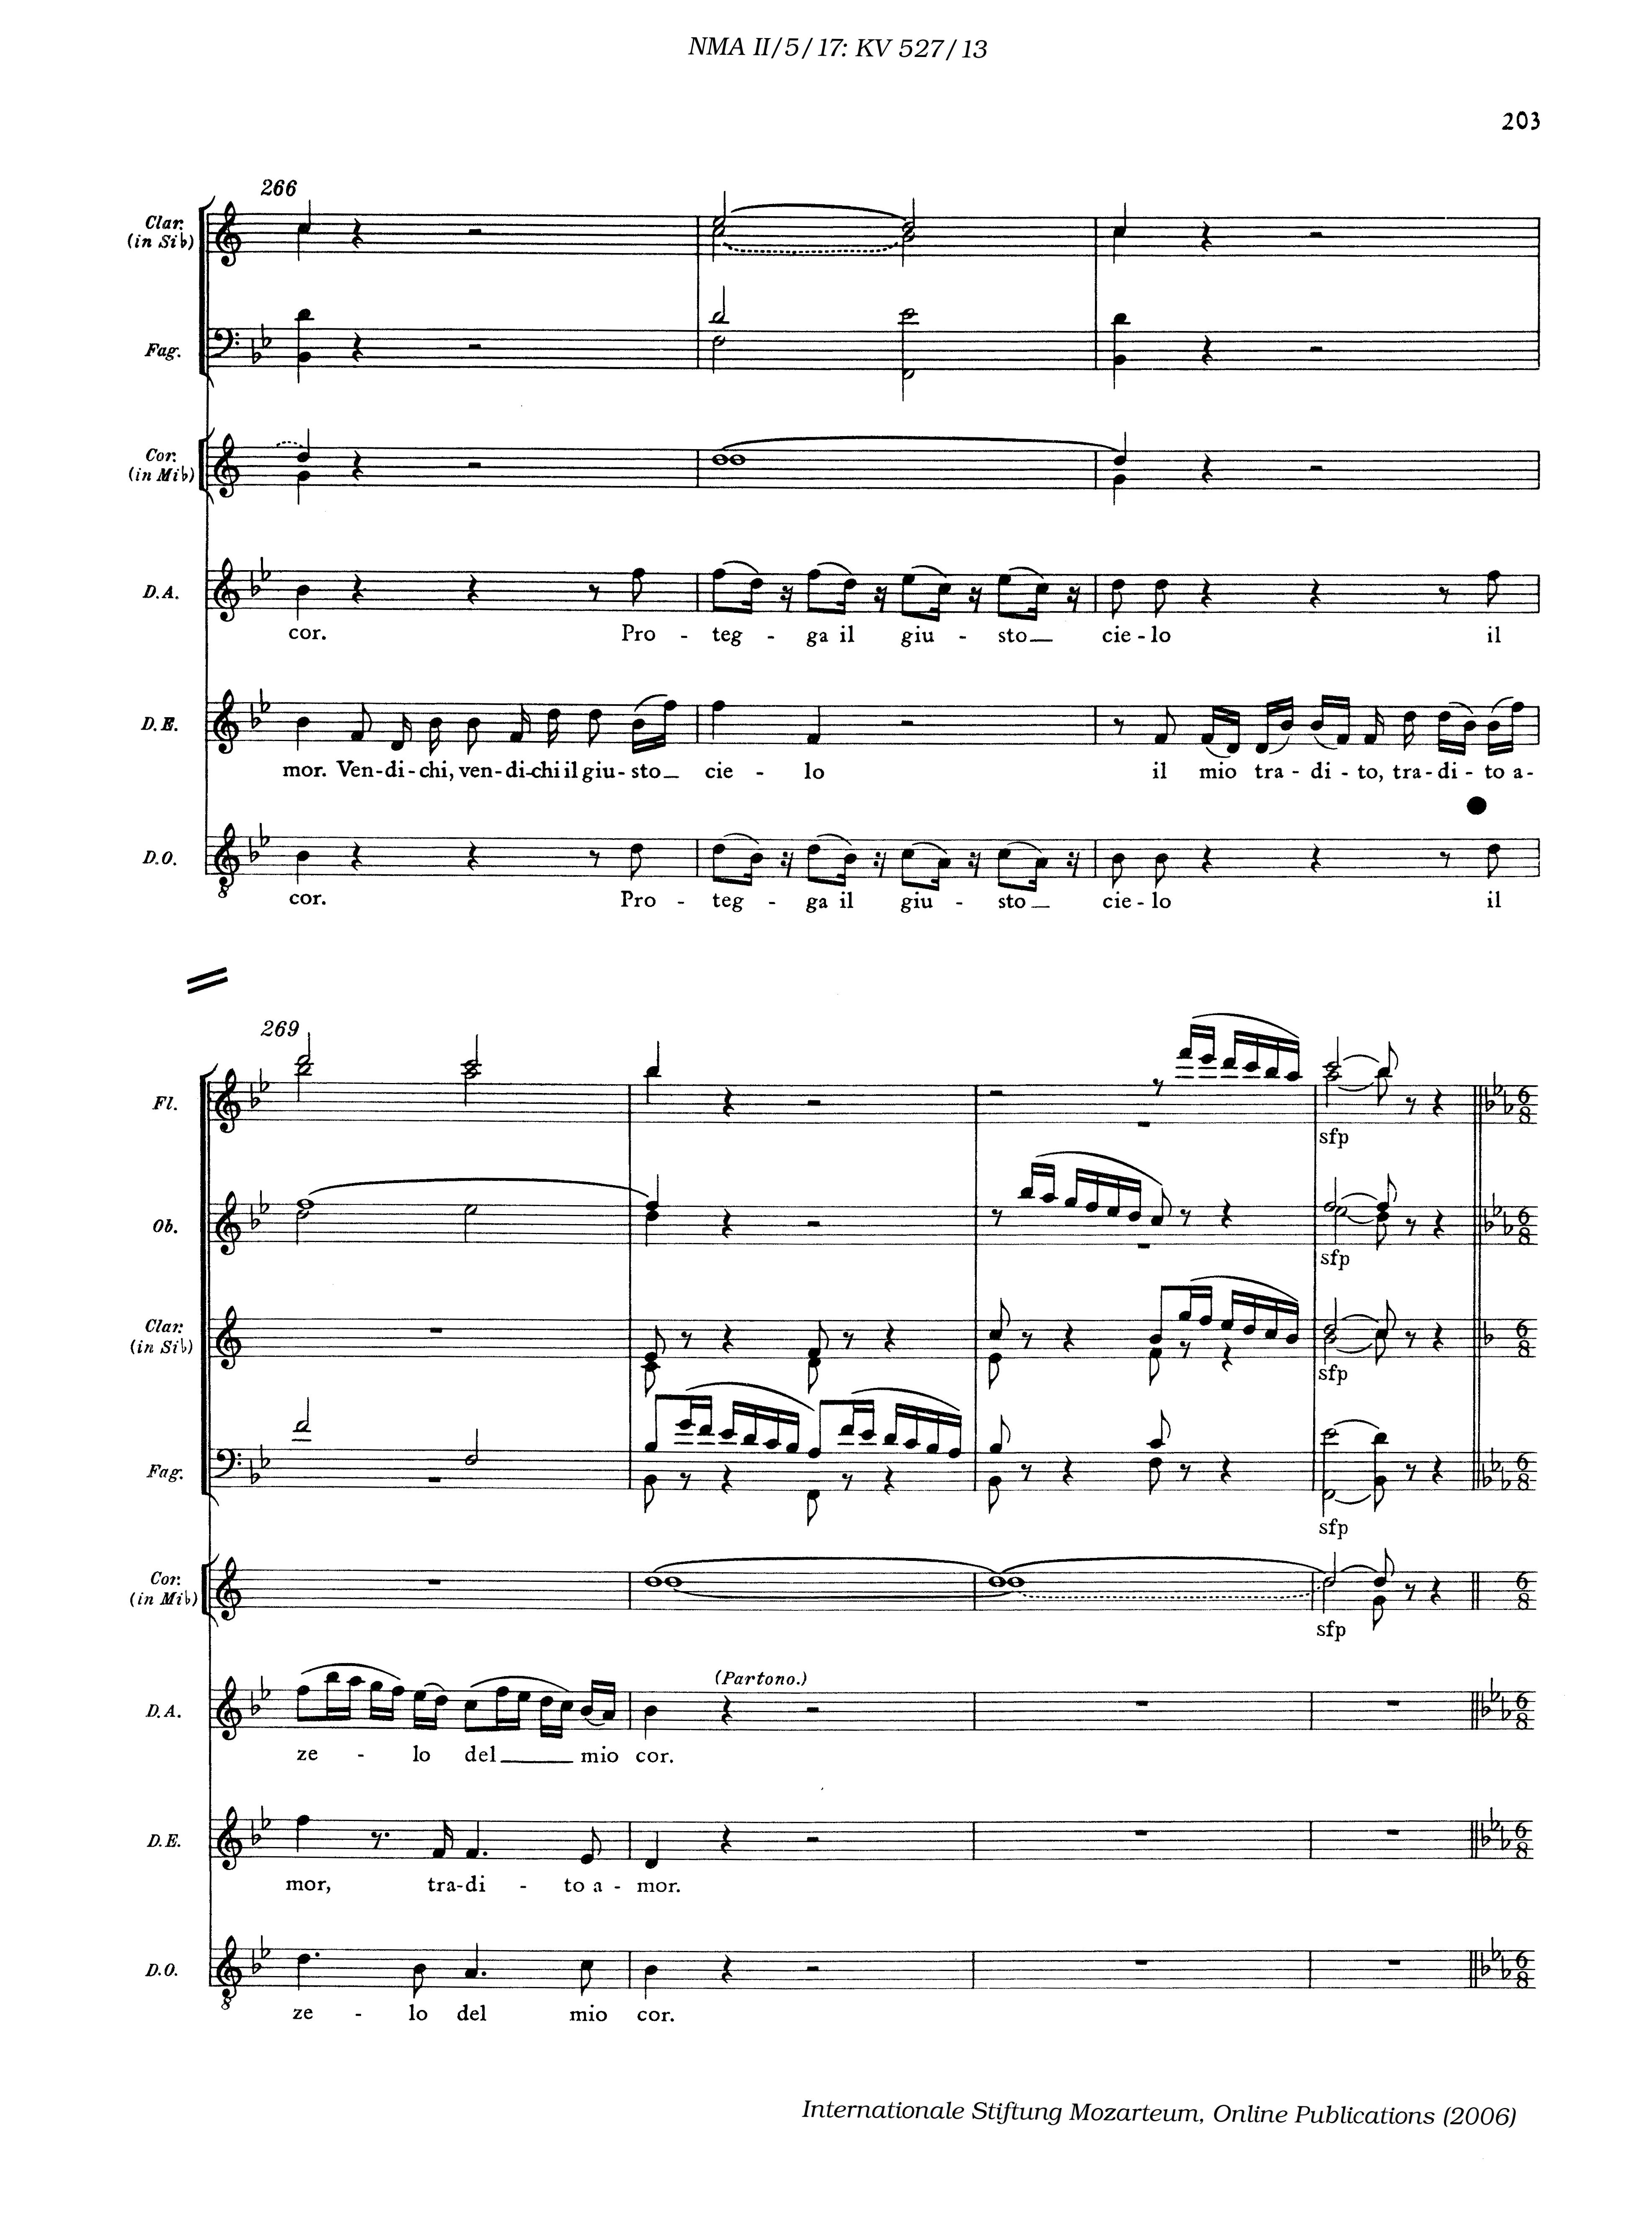 NMA II/5/17: KV 527/13
203
266
Clar.
(in Si♭)
Fag.
Cor.
(in Mi♭)
D.A.
cor. Pro - teg - ga il giu - sto cie - lo il
D.E.
mor. Ven-di-chi, ven-di-chi il giu-sto cie - lo il mio tra-di-to, tra-di-to a-
D.O.
cor. Pro - teg - ga il giu - sto cie - lo il
269
Fl.
sfp
Ob.
sfp
Clar.
(in Si♭)
sfp
Fag.
sfp
Cor.
(in Mi♭)
sfp
(Partono.)
D.A.
ze - lo del mio cor.
D.E.
mor, tra-di - to a - mor.
D.O.
ze - lo del mio cor.
Internationale Stiftung Mozarteum, Online Publications (2006)